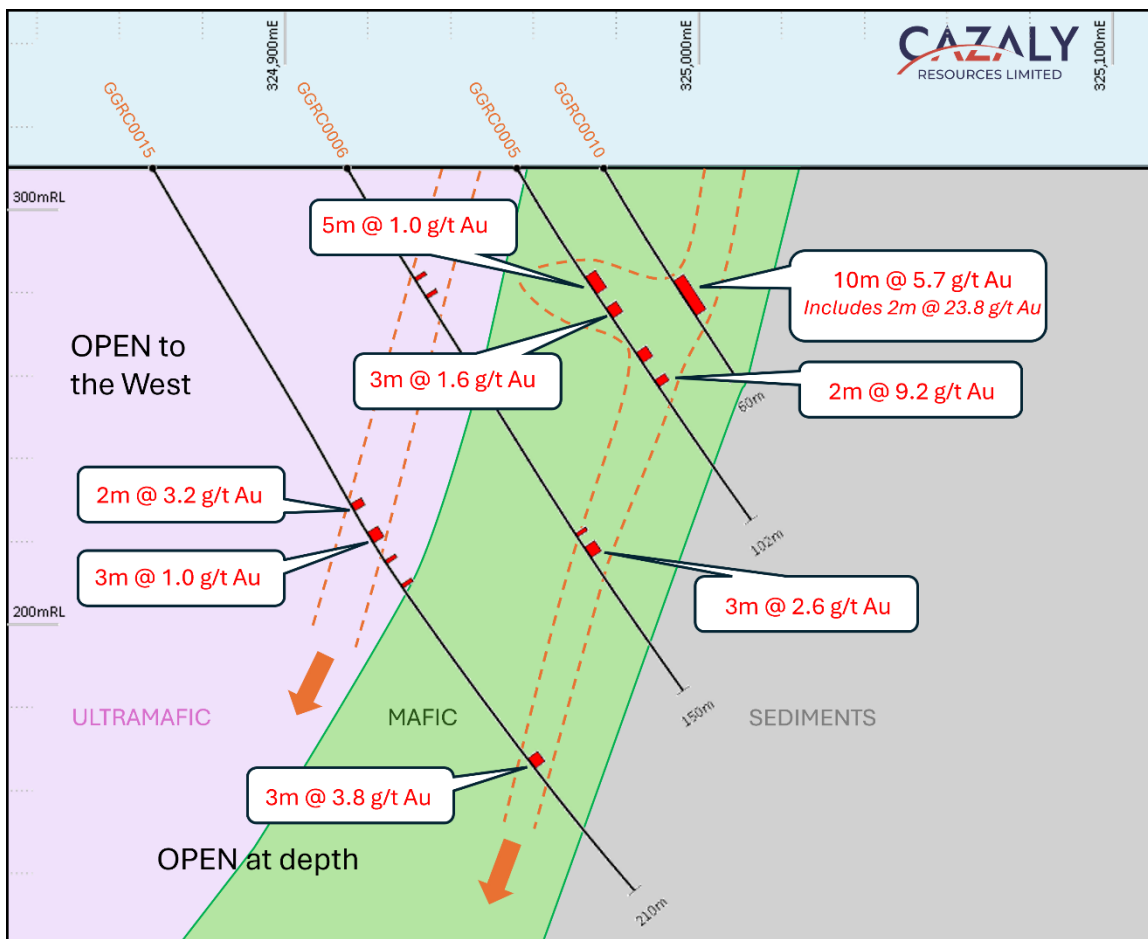 324,900mE
325,000mE
325,100mE
CAZALY
RESOURCES LIMITED
GGRC0015
GGRC0006
GGRC0005
GGRC0010
300mRL
5m @ 1.0 g/t Au
10m @ 5.7 g/t Au
Includes 2m @ 23.8 g/t Au
OPEN to
the West
3m @ 1.6 g/t Au
2m @ 9.2 g/t Au
60m
2m @ 3.2 g/t Au
102m
3m @ 1.0 g/t Au
3m @ 2.6 g/t Au
200mRL
150m
ULTRAMAFIC
MAFIC
SEDIMENTS
3m @ 3.8 g/t Au
OPEN at depth
210m